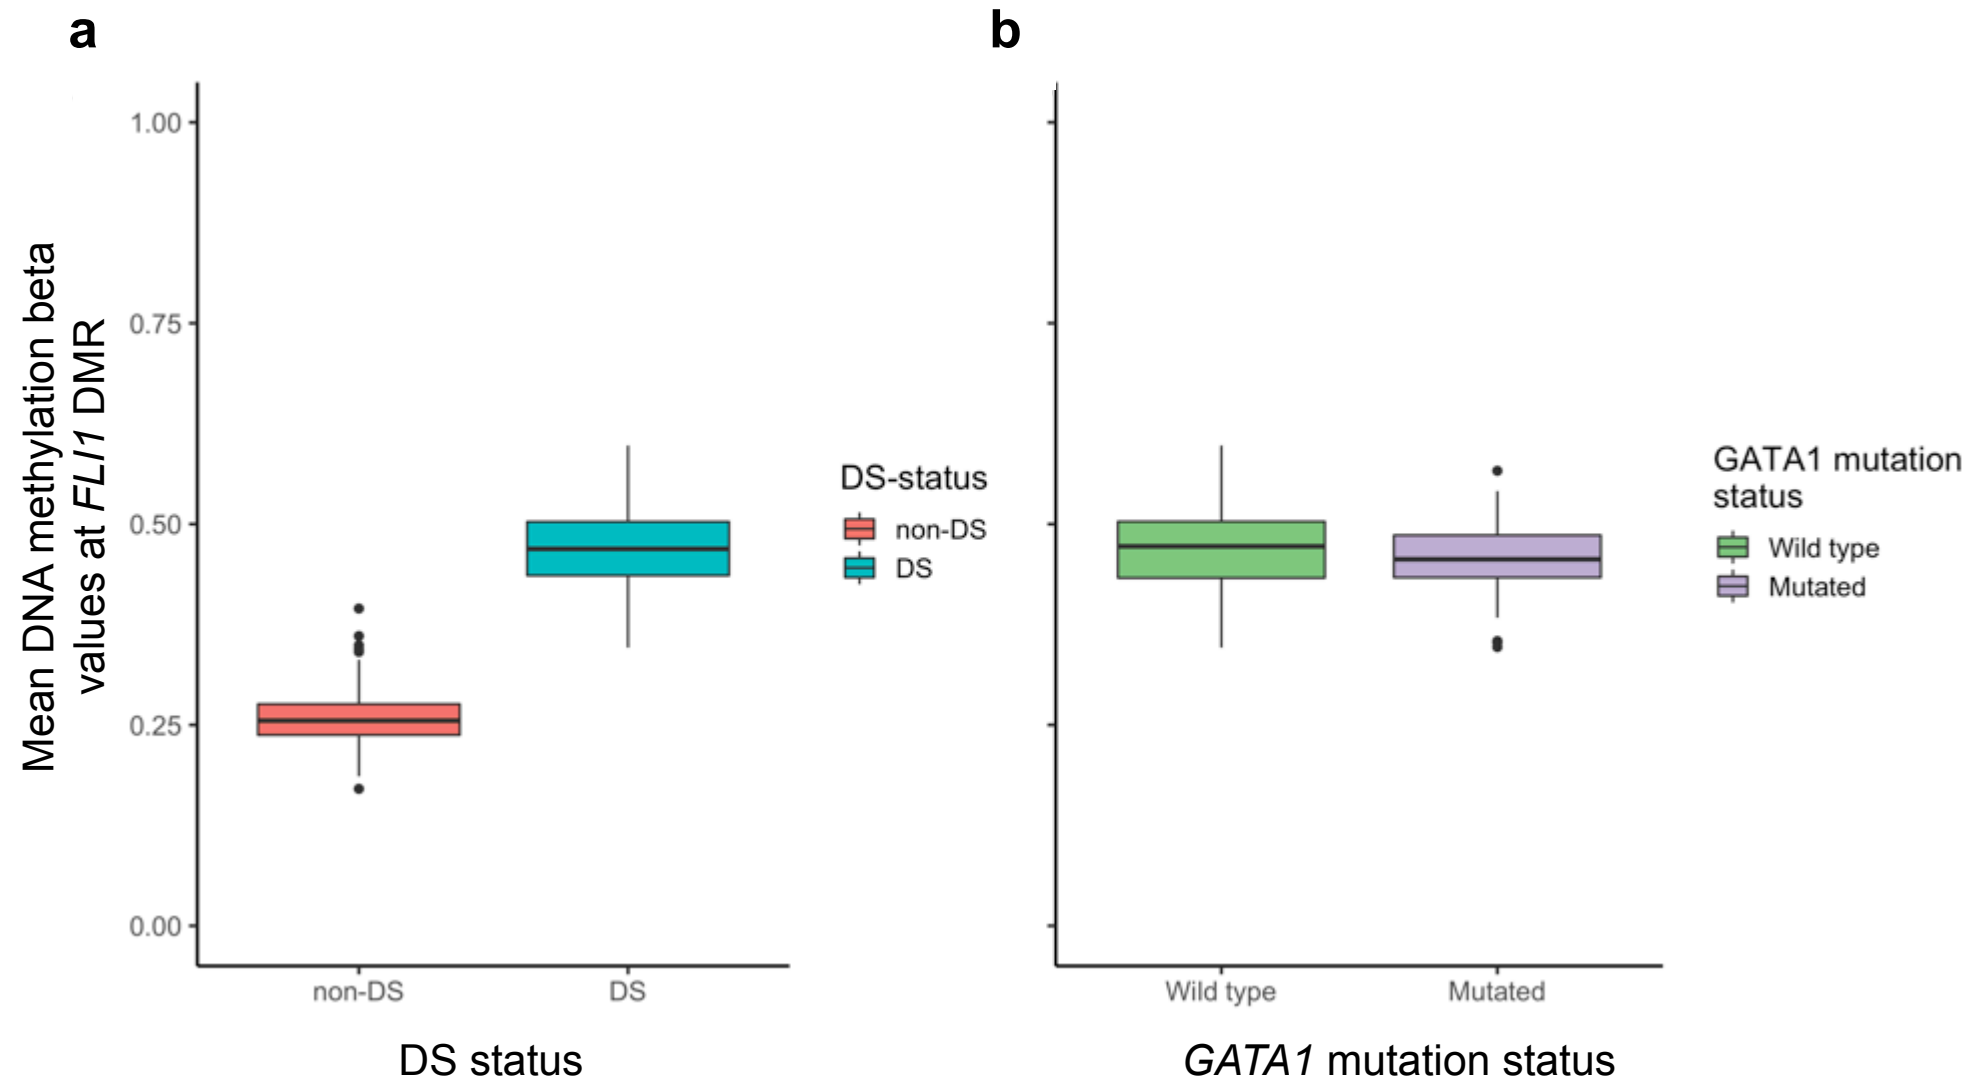 a
b
Mean DNA methylation beta
values at FLI1 DMR
1.00
0.75
0.50
0.25
0.00
non-DS
DS
DS status
DS-status
non-DS
DS
Wild type
Mutated
GATA1 mutation status
GATA1 mutation
status
Wild type
Mutated